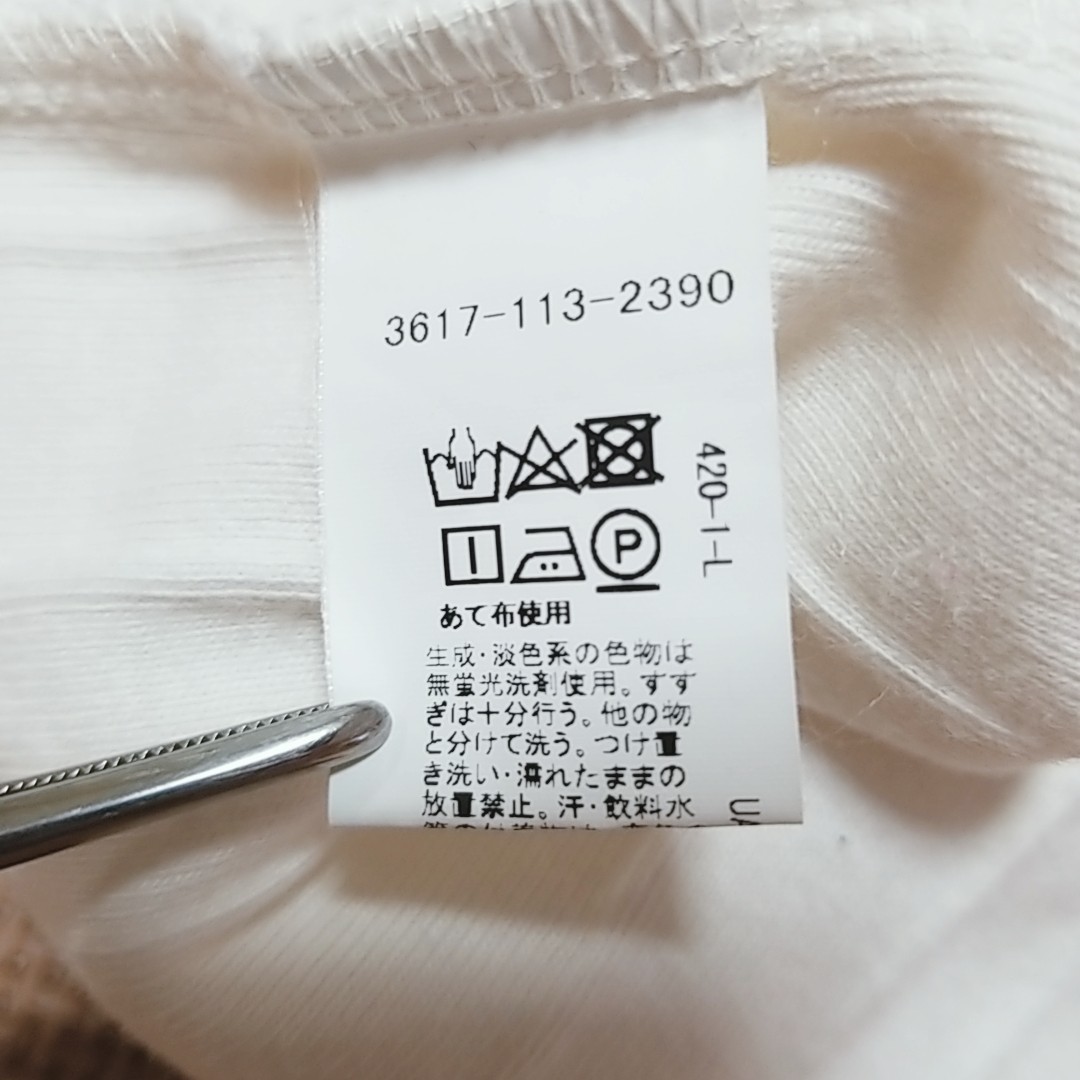 3617-113-2390
420-1-L
P
あて布使用
生成・淡色系の色物は
無蛍光洗剤使用。すす
ぎは十分行う。他の物
と分けて洗う。つけ置
き洗い・濡れたままの
放置禁止。汗・飲料水